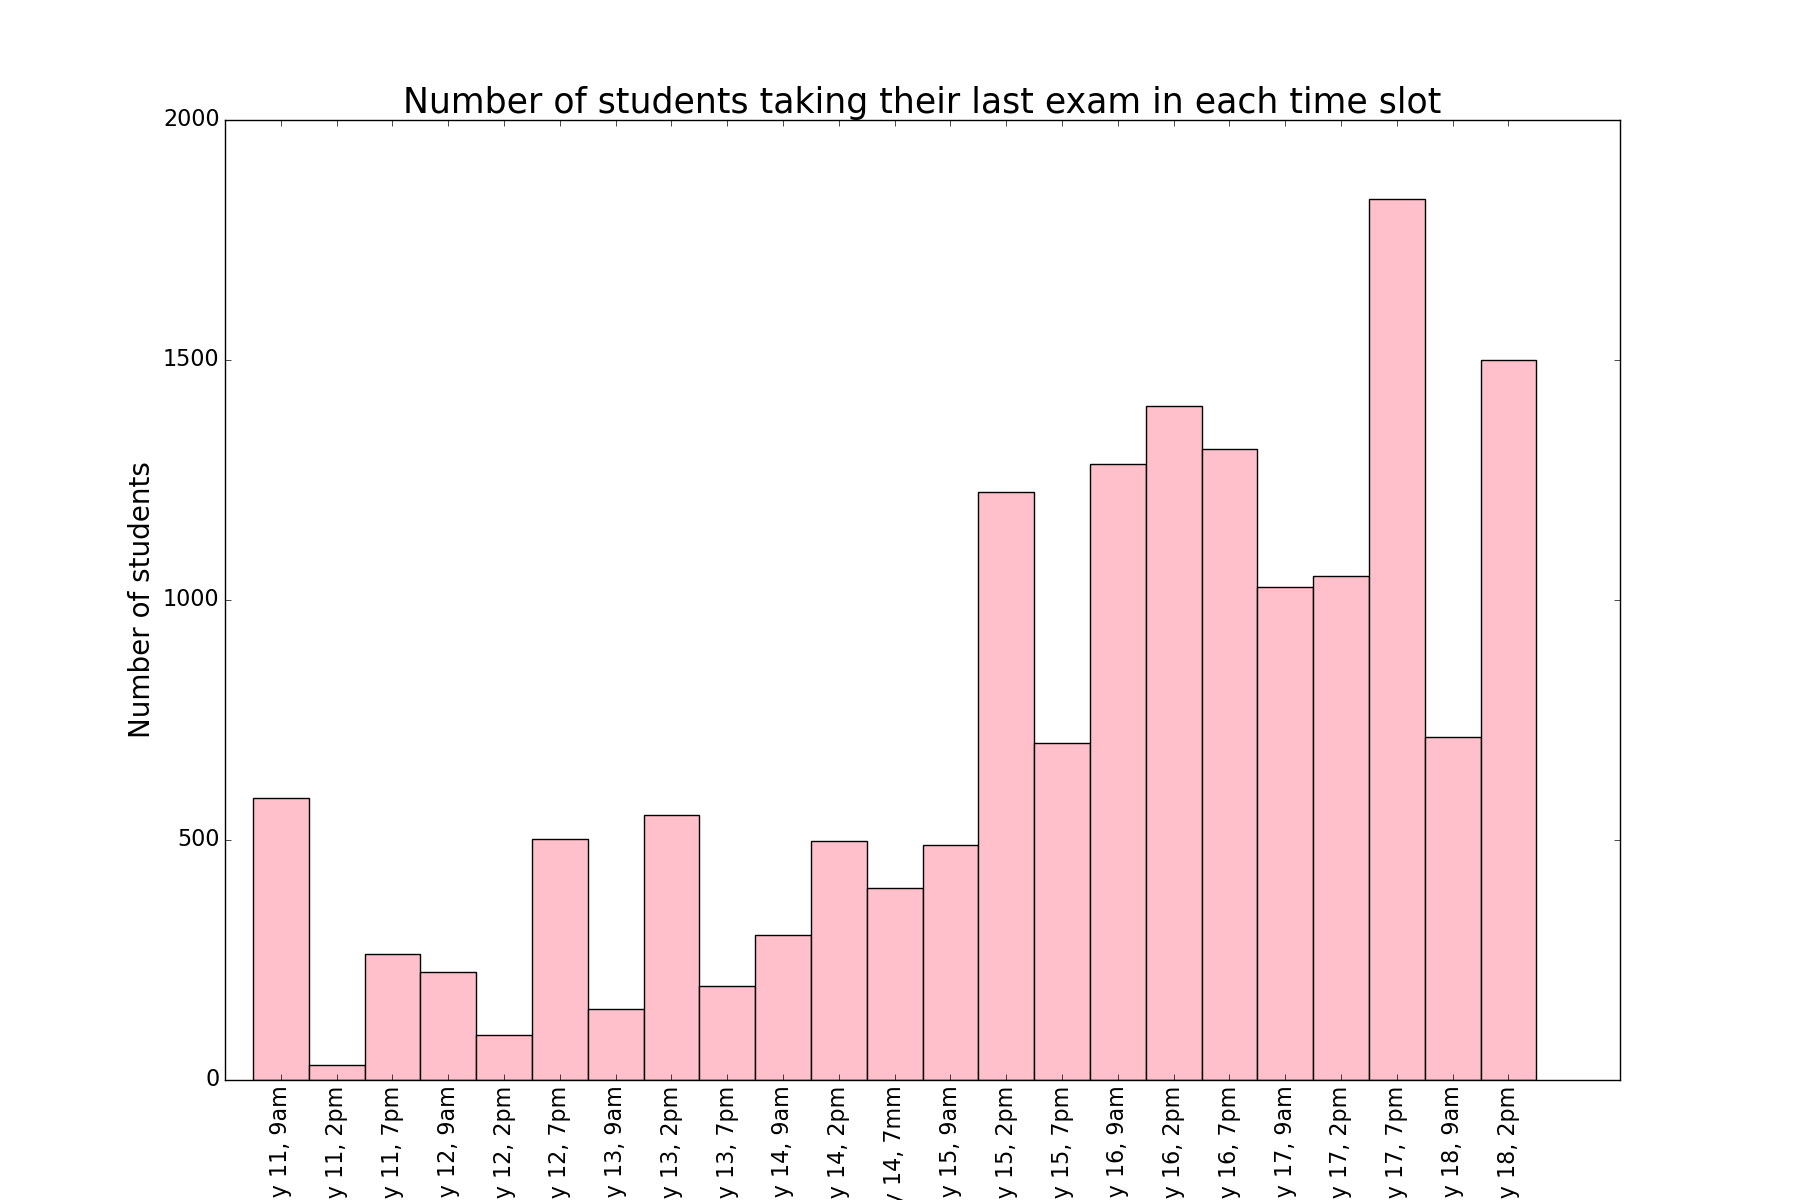 Number of students taking their last exam in each time slot
Number of students
2000
1500
1000
500
0
y 11, 9am
y 11, 2pm
y 11, 7pm
y 12, 9am
y 12, 2pm
y 12, 7pm
y 13, 9am
y 13, 2pm
y 13, 7pm
y 14, 9am
y 14, 2pm
y 14, 7mm
y 15, 9am
y 15, 2pm
y 15, 7pm
y 16, 9am
y 16, 2pm
y 16, 7pm
y 17, 9am
y 17, 2pm
y 17, 7pm
y 18, 9am
y 18, 2pm